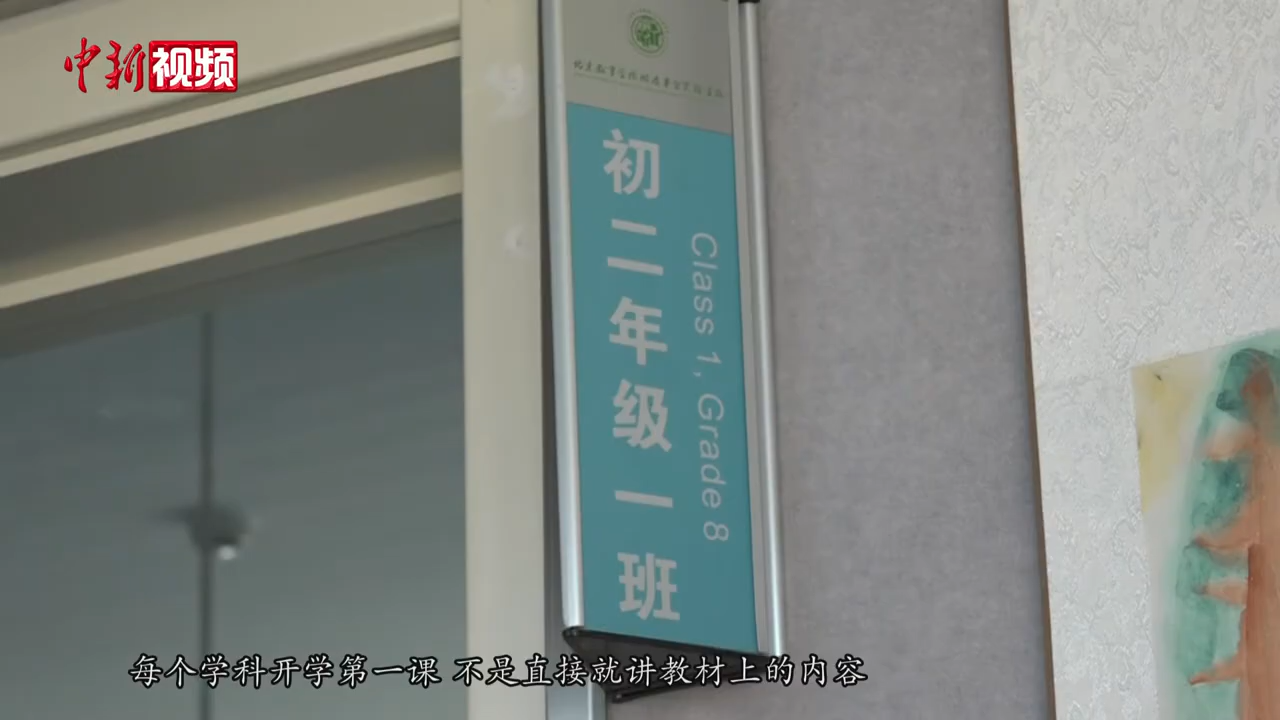 中新视频
初二年级一班
Class 1, Grade 8
每个学科开学第一课 不是直接就讲教材上的内容